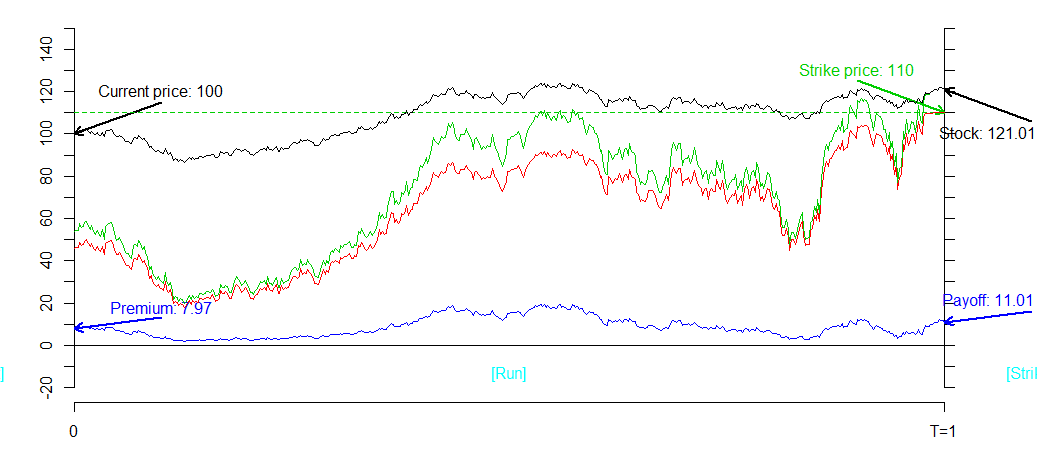 140
120
100
80
60
40
20
0
-20
Current price: 100
Strike price: 110
Stock: 121.01
Premium: 7.97
Payoff: 11.01
]
[Run]
[Stril
0
T=1